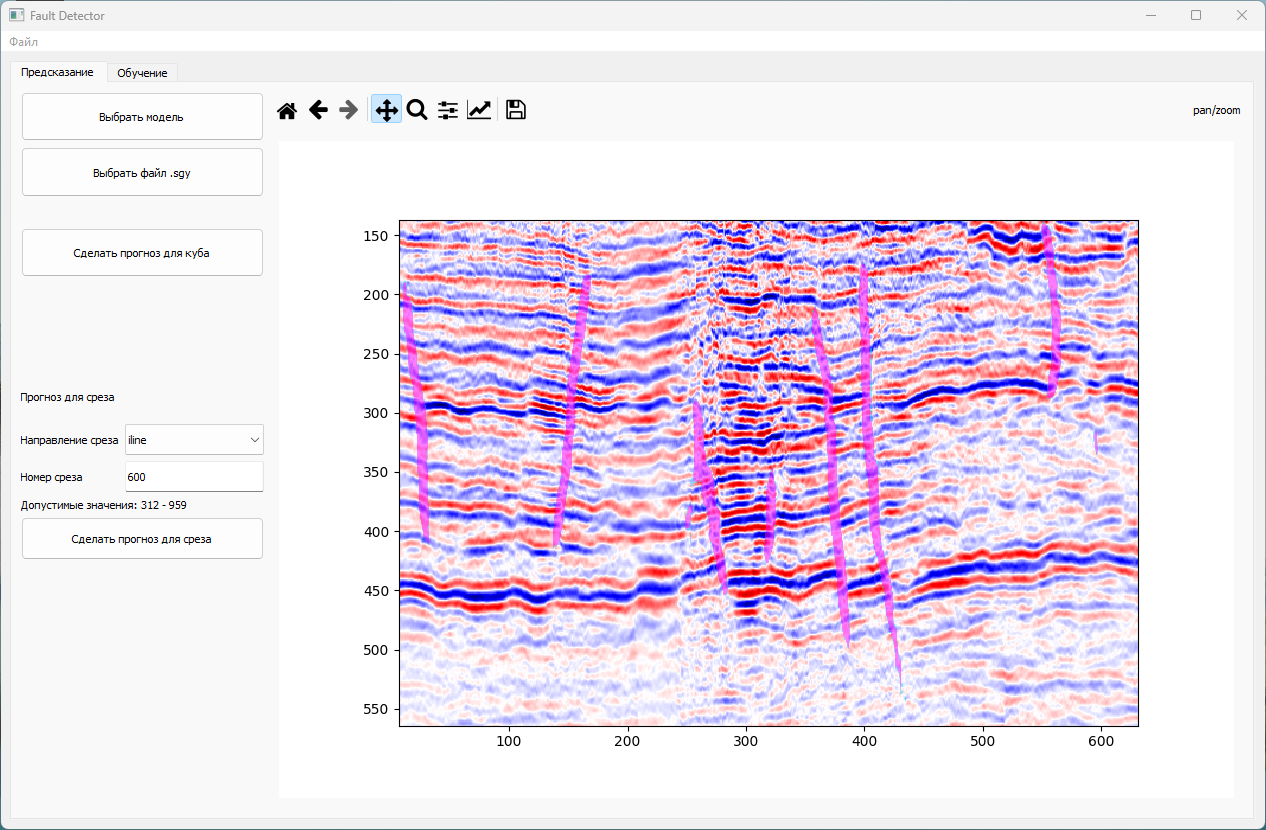 Fault Detector
Файл
Предсказание
Обучение
Выбрать модель
Выбрать файл .sgy
Сделать прогноз для куба
Прогноз для среза
Направление среза iline
Номер среза 600
Допустимые значения: 312 - 959
Сделать прогноз для среза
pan/zoom
150
200
250
300
350
400
450
500
550
100 200 300 400 500 600